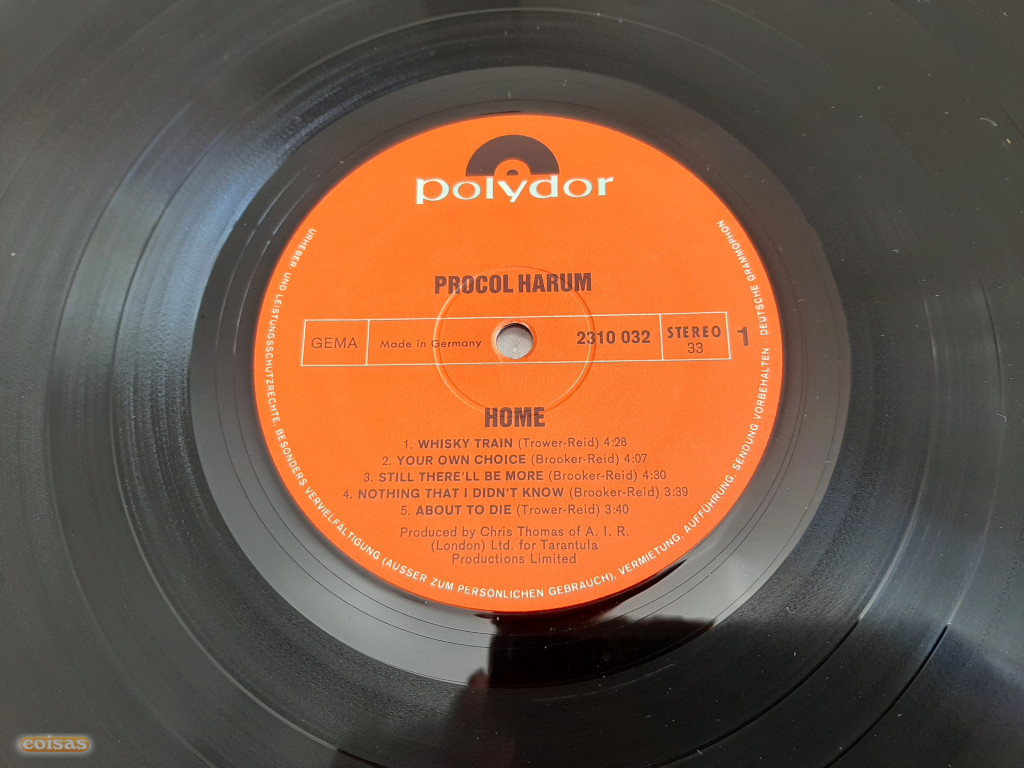 polydor
PROCOL HARUM
GEMA
Made in Germany
2310 032
STEREO
33
1
HOME
1. WHISKY TRAIN (Trower-Reid) 4:28
2. YOUR OWN CHOICE (Brooker-Reid) 4:07
3. STILL THERE'LL BE MORE (Brooker-Reid) 4:30
4. NOTHING THAT I DIDN'T KNOW (Brooker-Reid) 3:39
5. ABOUT TO DIE (Trower-Reid) 3:40
Produced by Chris Thomas of A. I. R.
(London) Ltd. for Tarantula
Productions Limited
URHEBER UND LEISTUNGSSCHUTZRECHTE, BESONDERS VERVIELFÄLTIGUNG (AUSSER ZUM PERSÖNLICHEN GEBRAUCH), VERMIETUNG, AUFFÜHRUNG, SENDUNG VORBEHALTEN DEUTSCHE GRAMMOPHON
coisas